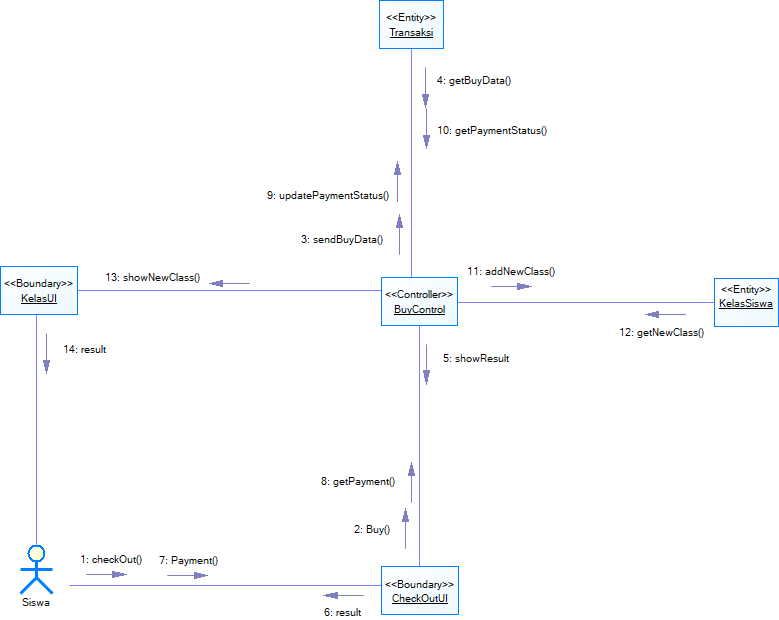 <<Entity>>
Transaksi
4: getBuyData()
10: getPaymentStatus()
9: updatePaymentStatus()
3: sendBuyData()
13: showNewClass()
11: addNewClass()
<<Boundary>>
KelasUI
<<Controller>>
BuyControl
<<Entity>>
KelasSiswa
12: getNewClass()
14: result
5: showResult
8: getPayment()
2: Buy()
1: checkOut()
7: Payment()
<<Boundary>>
CheckOutUI
Siswa
6: result